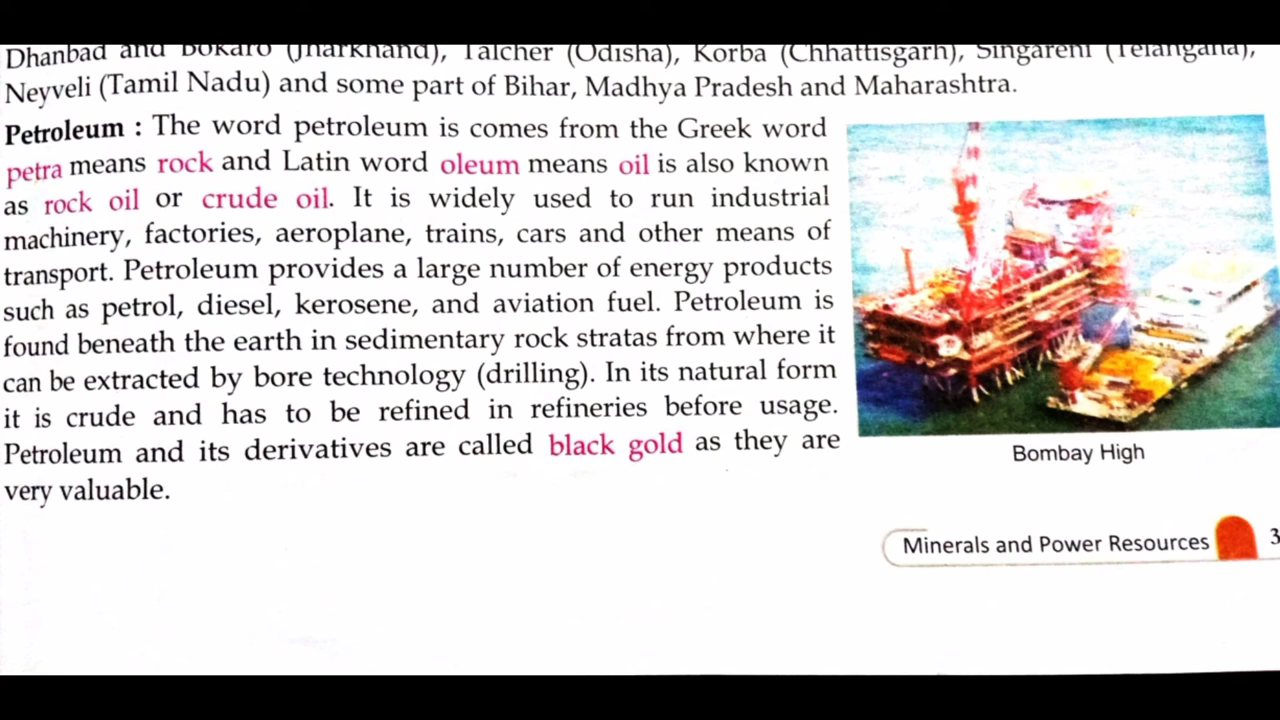 Dhanbad and Bokaro (Jharkhand), Talcher (Odisha), Korba (Chhattisgarh), Singareni (Telangana),
Neyveli (Tamil Nadu) and some part of Bihar, Madhya Pradesh and Maharashtra.
Petroleum : The word petroleum is comes from the Greek word
petra means rock and Latin word oleum means oil is also known
as rock oil or crude oil. It is widely used to run industrial
machinery, factories, aeroplane, trains, cars and other means of
transport. Petroleum provides a large number of energy products
such as petrol, diesel, kerosene, and aviation fuel. Petroleum is
found beneath the earth in sedimentary rock stratas from where it
can be extracted by bore technology (drilling). In its natural form
it is crude and has to be refined in refineries before usage.
Petroleum and its derivatives are called black gold as they are
very valuable.
Bombay High
Minerals and Power Resources 3